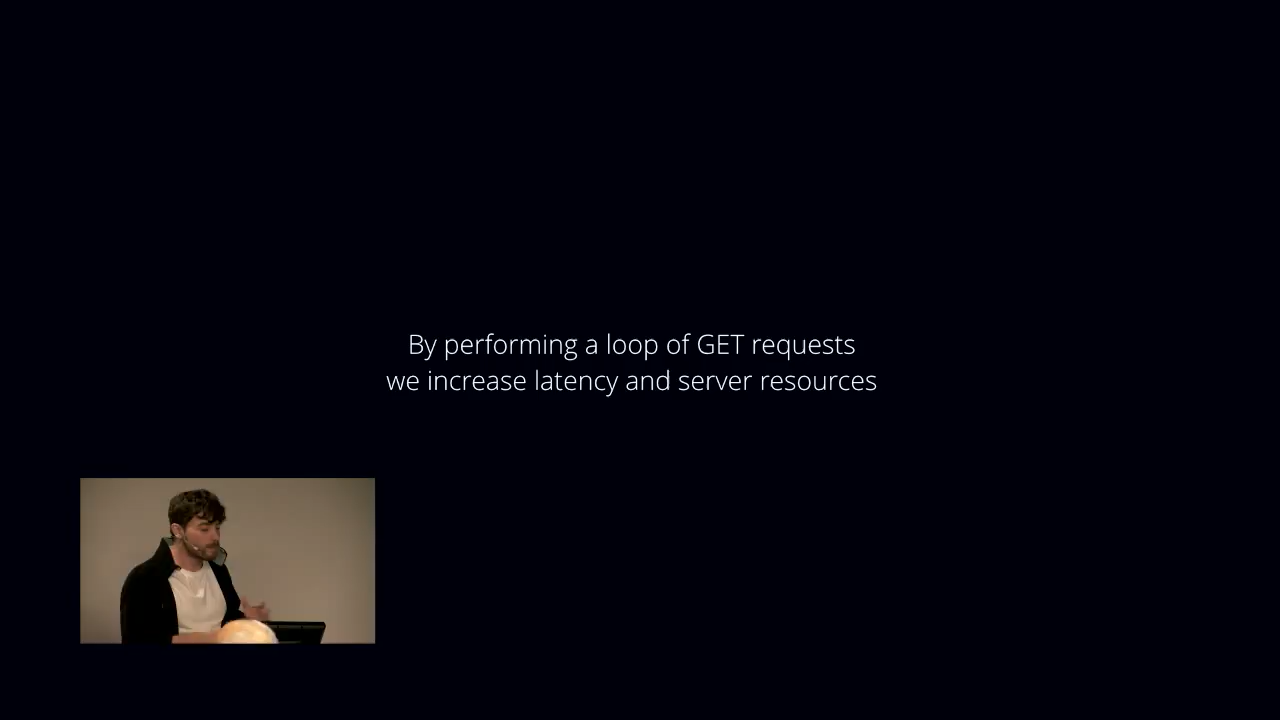 By performing a loop of GET requests
we increase latency and server resources